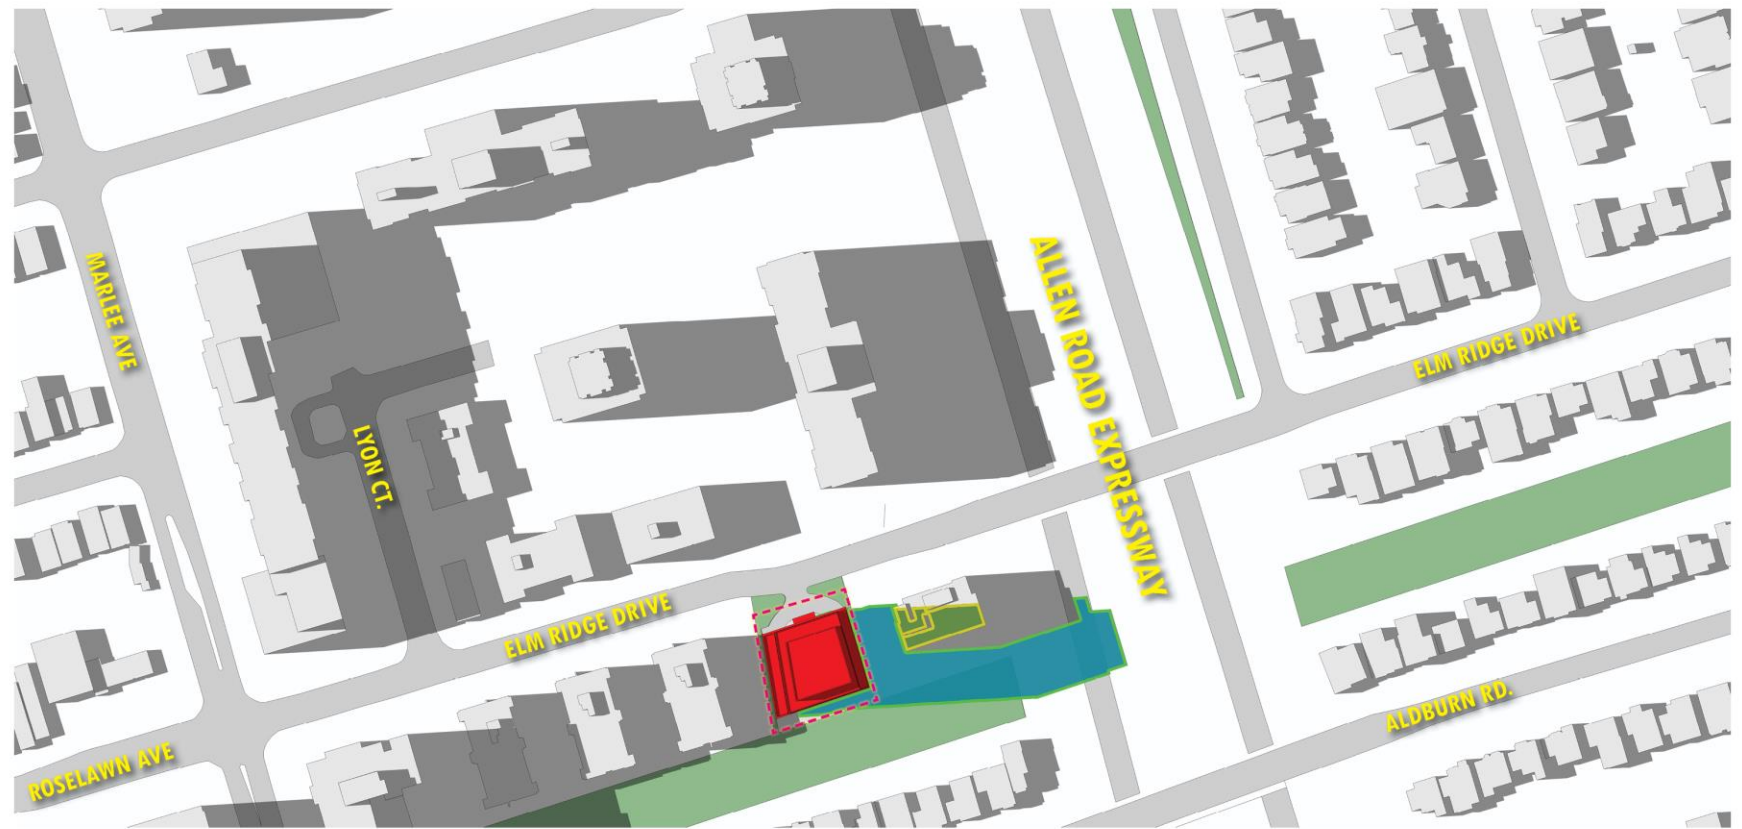 MARLEE AVE
ALLEN ROAD EXPRESSWAY
ELM RIDGE DRIVE
LYON CT.
ELM RIDGE DRIVE
ALDBURN RD.
ROSELAWN AVE